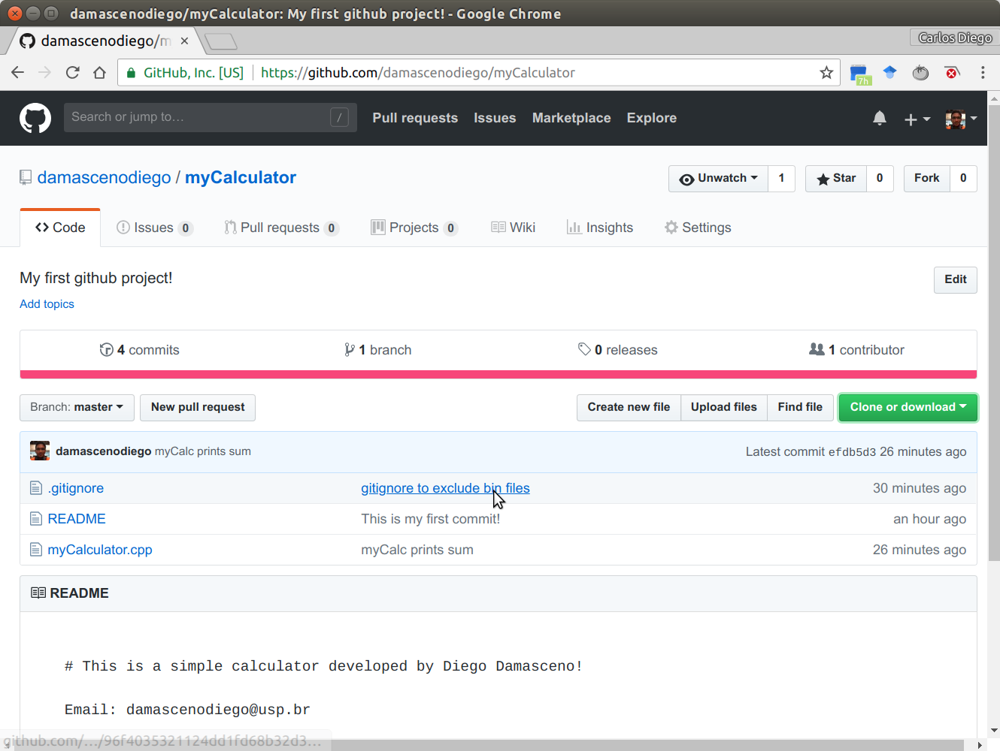 damascenodiego/myCalculator: My first github project! - Google Chrome
damascenodiego/m
Carlos Diego
GitHub, Inc. [US] https://github.com/damascenodiego/myCalculator
7h
Search or jump to… /
Pull requests Issues Marketplace Explore
damascenodiego / myCalculator
Unwatch 1 Star 0 Fork 0
Code Issues 0 Pull requests 0 Projects 0 Wiki Insights Settings
My first github project!
Edit
Add topics
4 commits 1 branch 0 releases 1 contributor
Branch: master New pull request Create new file Upload files Find file Clone or download
damascenodiego myCalc prints sum Latest commit efdb5d3 26 minutes ago
.gitignore gitignore to exclude bin files 30 minutes ago
README This is my first commit! an hour ago
myCalculator.cpp myCalc prints sum 26 minutes ago
README
# This is a simple calculator developed by Diego Damasceno!
Email: damascenodiego@usp.br
github.com/…/96f4035321124dd1fd68b32d3…